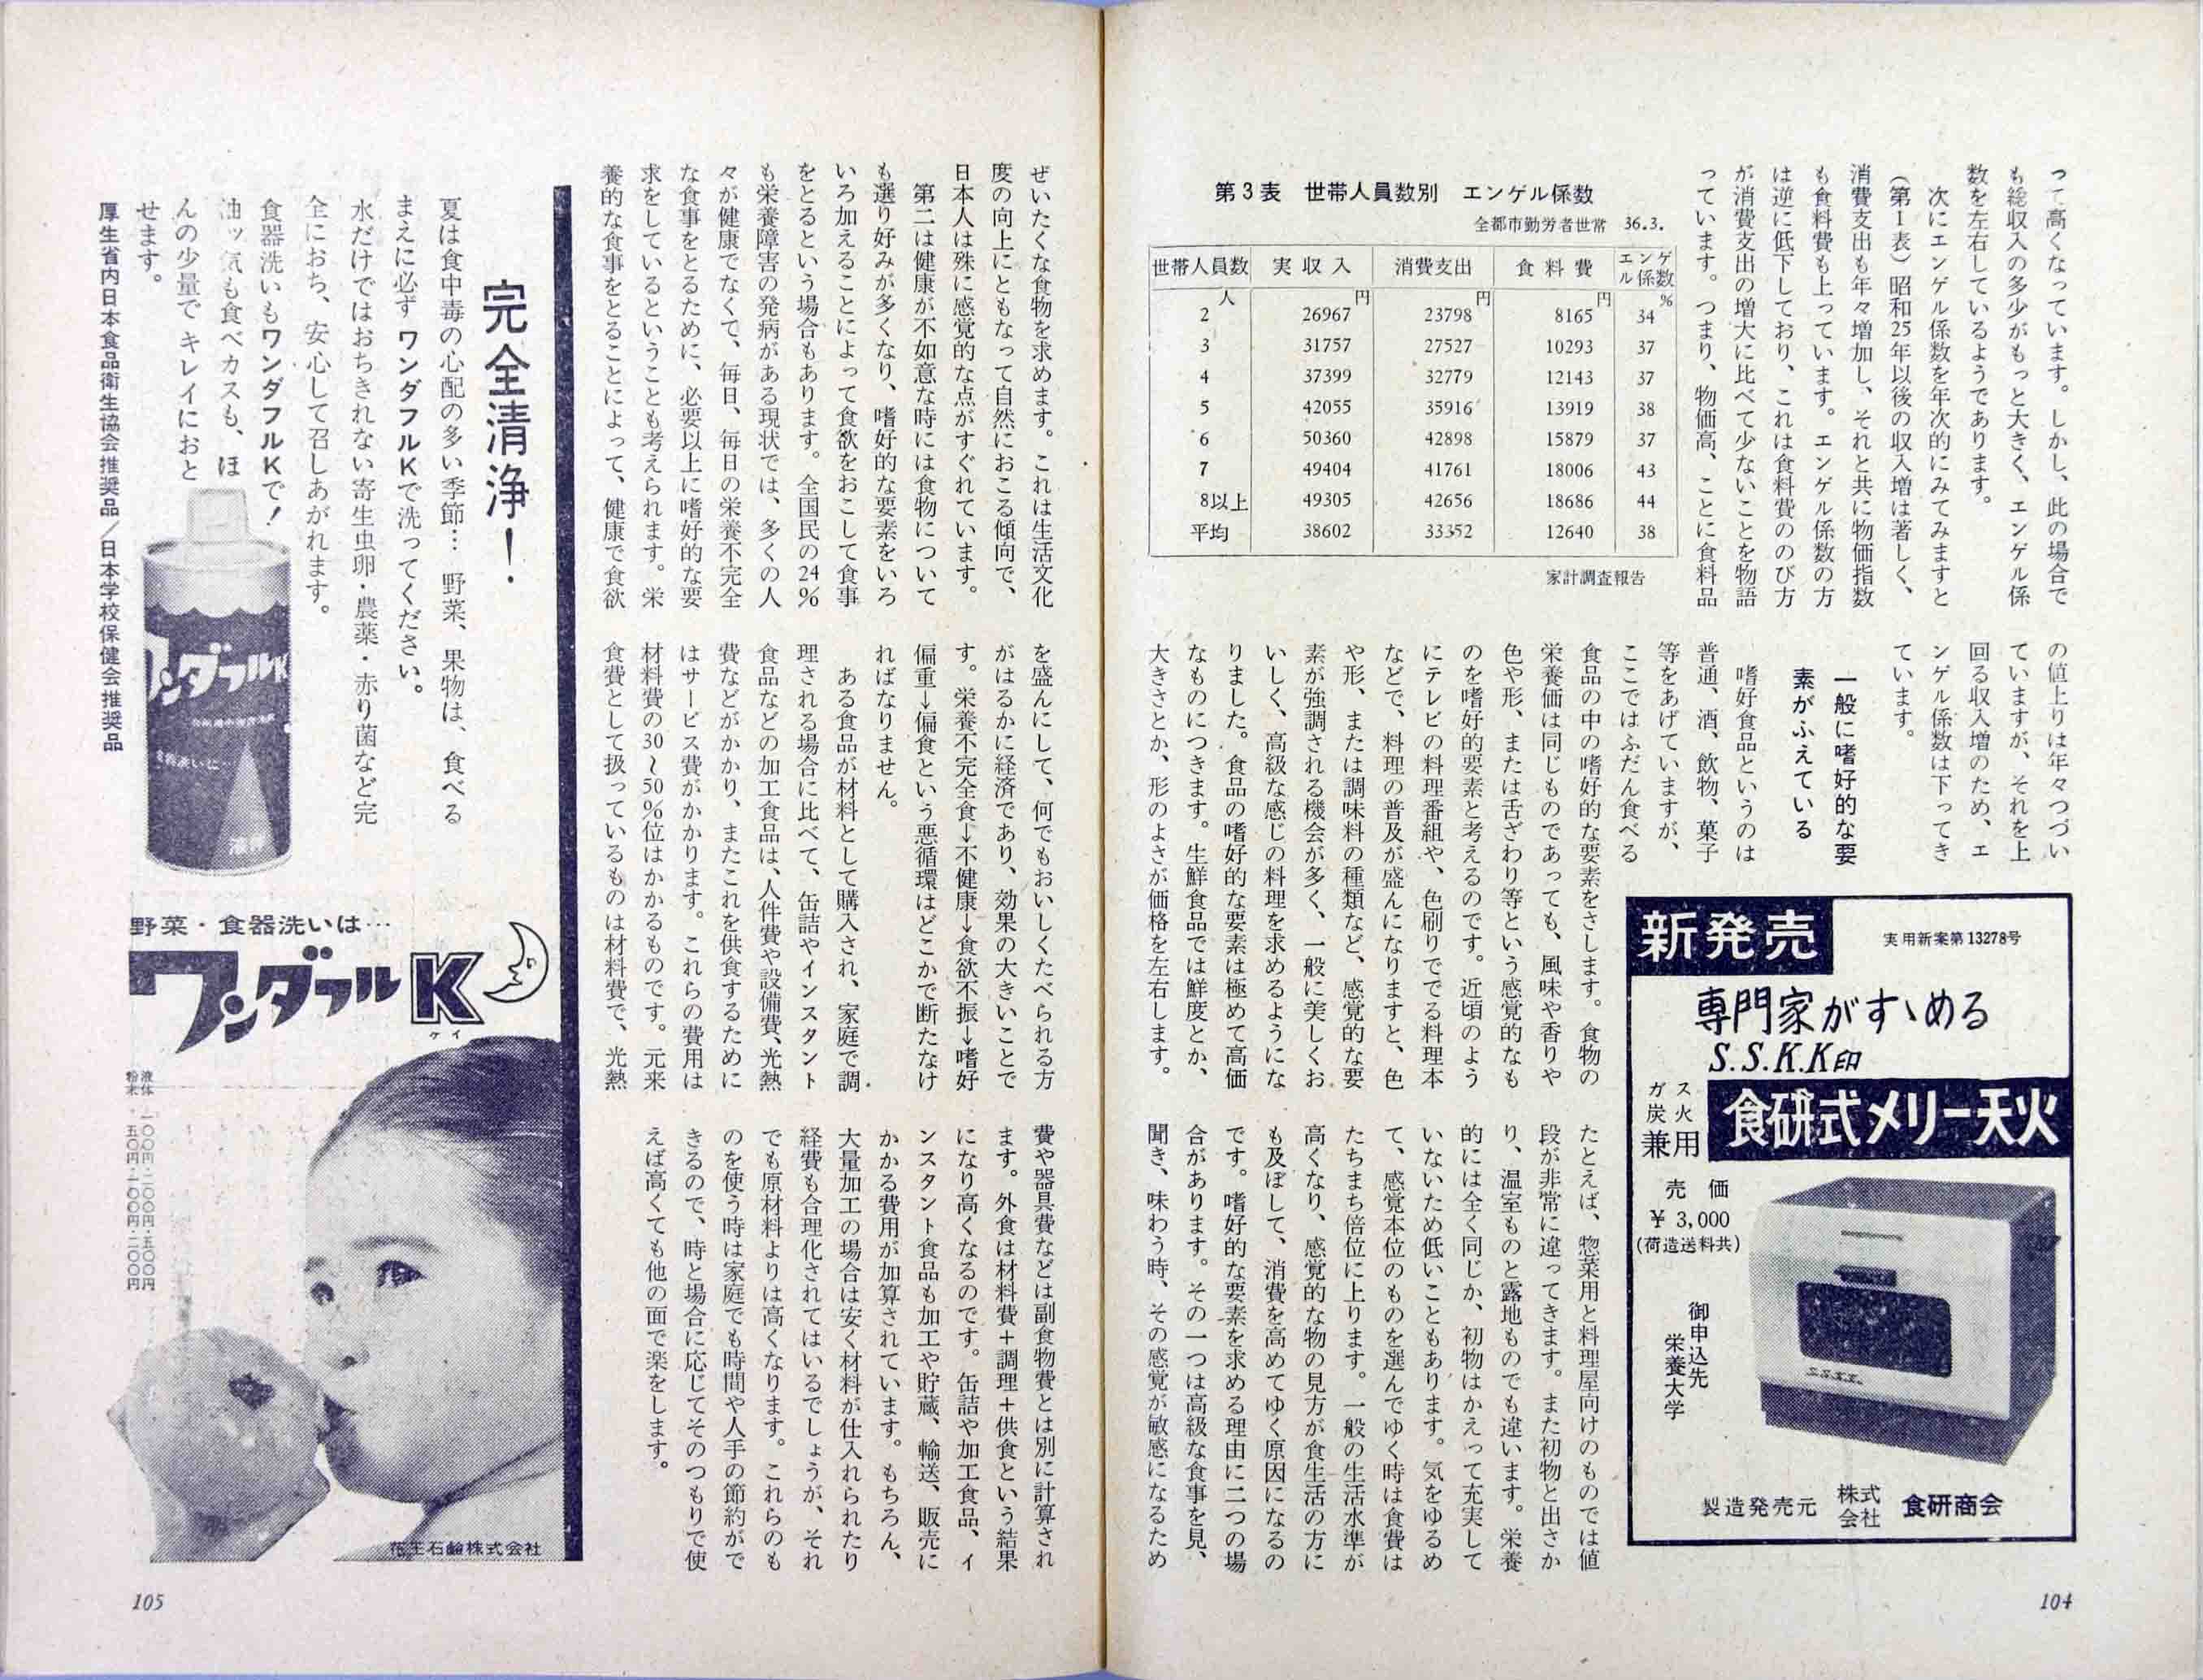 って高くなっています。しかし、此の場合で
も総収入の多少がもっと大きく、エンゲル係
数を左右しているようであります。
次にエンゲル係数を年次的にみてみますと
（第1表）昭和25年以後の収入増は著しく、
消費支出も年々増加し、それと共に物価指数
も食料費も上っています。エンゲル係数の方
は逆に低下しており、これは食料費ののび方
が消費支出の増大に比べて少ないことを物語
っています。つまり、物価高、ことに食料品
第3表 世帯人員数別 エンゲル係数
全都市勤労者世帯 36.3.
世帯人員数 実収入 消費支出 食料費 エンゲル係数
人 円 円 円 %
2 26967 23798 8165 34
3 31757 27527 10293 37
4 37399 32779 12143 37
5 42055 35916 13919 38
6 50360 42898 15879 37
7 49404 41761 18006 43
8以上 49305 42656 18686 44
平均 38602 33352 12640 38
家計調査報告
の値上りは年々つづい
ていますが、それを上
回る収入増のため、エ
ンゲル係数は下ってき
ています。
一般に嗜好的な要
素がふえている
嗜好食品というのは
普通、酒、飲物、菓子
等をあげていますが、
ここではふだん食べる
食品の中の嗜好的な要素をさします。食物の
栄養価は同じものであっても、風味や香りや
色や形、または舌ざわり等という感覚的なも
のを嗜好的要素と考えるのです。近頃のよう
にテレビの料理番組や、色刷りででる料理本
などで、料理の普及が盛んになりますと、色
や形、または調味料の種類など、感覚的な要
素が強調される機会が多く、一般に美しくお
いしく、高級な感じの料理を求めるようにな
りました。食品の嗜好的な要素は極めて高価
なものにつきます。生鮮食品では鮮度とか、
大きさとか、形のよさが価格を左右します。
たとえば、惣菜用と料理屋向けのものでは値
段が非常に違ってきます。また初物と出さか
り、温室ものと露地ものでも違います。栄養
的には全く同じか、初物はかえって充実して
いないため低いこともあります。気をゆるめ
て、感覚本位のものを選んでゆく時は食費は
たちまち倍位に上ります。一般の生活水準が
高くなり、感覚的な物の見方が食生活の方に
も及ぼして、消費を高めてゆく原因になるの
です。嗜好的な要素を求める理由に二つの場
合があります。その一つは高級な食事を見、
聞き、味わう時、その感覚が敏感になるため
新発売
実用新案第13278号
専門家がすゝめる
S.S.K.K印
ガス
炭火
兼用
食研式メリー天火
売価
¥3,000
(荷造送料共)
御申込先
栄養大学
S.S.K.K.
製造発売元 株式会社 食研商会
104
ぜいたくな食物を求めます。これは生活文化
度の向上にともなって自然におこる傾向で、
日本人は殊に感覚的な点がすぐれています。
第二は健康が不如意な時には食物について
も選り好みが多くなり、嗜好的な要素をいろ
いろ加えることによって食欲をおこして食事
をとるという場合もあります。全国民の24％
も栄養障害の発病がある現状では、多くの人
々が健康でなくて、毎日、毎日の栄養不完全
な食事をとるために、必要以上に嗜好的な要
求をしているということも考えられます。栄
養的な食事をとることによって、健康で食欲
を盛んにして、何でもおいしくたべられる方
がはるかに経済であり、効果の大きいことで
す。栄養不完全食→不健康→食欲不振→嗜好
偏重→偏食という悪循環はどこかで断たなけ
ればなりません。
ある食品が材料として購入され、家庭で調
理される場合に比べて、缶詰やインスタント
食品などの加工食品は、人件費や設備費、光熱
費などがかかり、またこれを供食するために
はサービス費がかかります。これらの費用は
材料費の30〜50％位はかかるものです。元来
食費として扱っているものは材料費で、光熱
費や器具費などは副食物費とは別に計算され
ます。外食は材料費＋調理＋供食という結果
になり高くなるのです。缶詰や加工食品、イ
ンスタント食品も加工や貯蔵、輸送、販売に
かかる費用が加算されています。もちろん、
大量加工の場合は安く材料が仕入れられたり
経費も合理化されてはいるでしょうが、それ
でも原材料よりは高くなります。これらのも
のを使う時は家庭でも時間や人手の節約がで
きるので、時と場合に応じてそのつもりで使
えば高くても他の面で楽をします。
完全清浄！
夏は食中毒の心配の多い季節… 野菜、果物は、食べる
まえに必ずワンダフルKで洗ってください。
水だけではおちきれない寄生虫卵・農薬・赤り菌など完
全におち、安心して召しあがれます。
食器洗いもワンダフルKで！
油ッ気も食べカスも、ほ
んの少量で キレイにおと
せます。
厚生省内日本食品衛生協会推奨品／日本学校保健会推奨品
ワンダフルK
野菜・食器洗いは…
ワンダフルK
ケイ
液体 一〇〇円・二〇〇円・五〇〇円
粉末・五〇円・一〇〇円・二〇〇円
花王石鹼株式会社
105